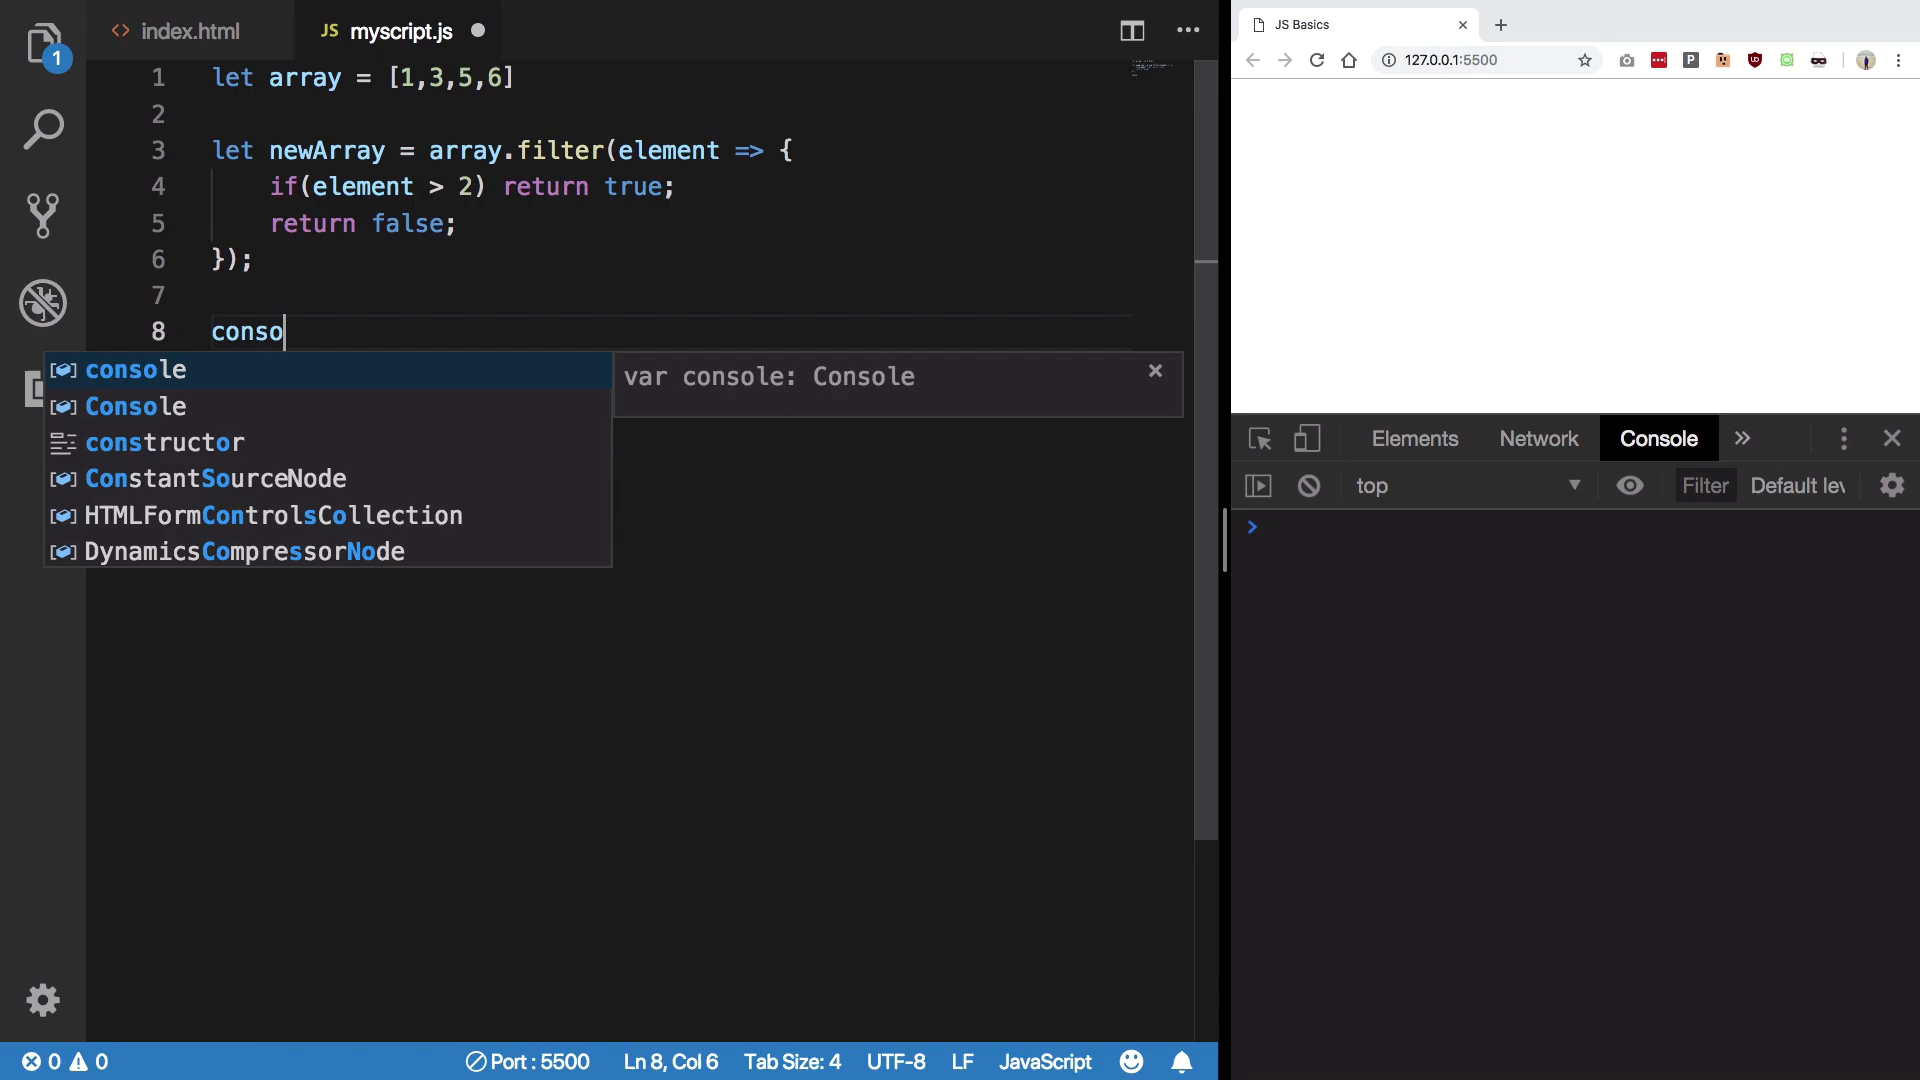 index.html
JS myscript.js
1
1 let array = [1,3,5,6]
2
3 let newArray = array.filter(element => {
4 if(element > 2) return true;
5 return false;
6 });
7
8 conso
console
var console: Console
Console
constructor
ConstantSourceNode
HTMLFormControlsCollection
DynamicsCompressorNode
0 0 Port : 5500 Ln 8, Col 6 Tab Size: 4 UTF-8 LF JavaScript
JS Basics
127.0.0.1:5500
P
Elements Network Console
top Filter Default lev